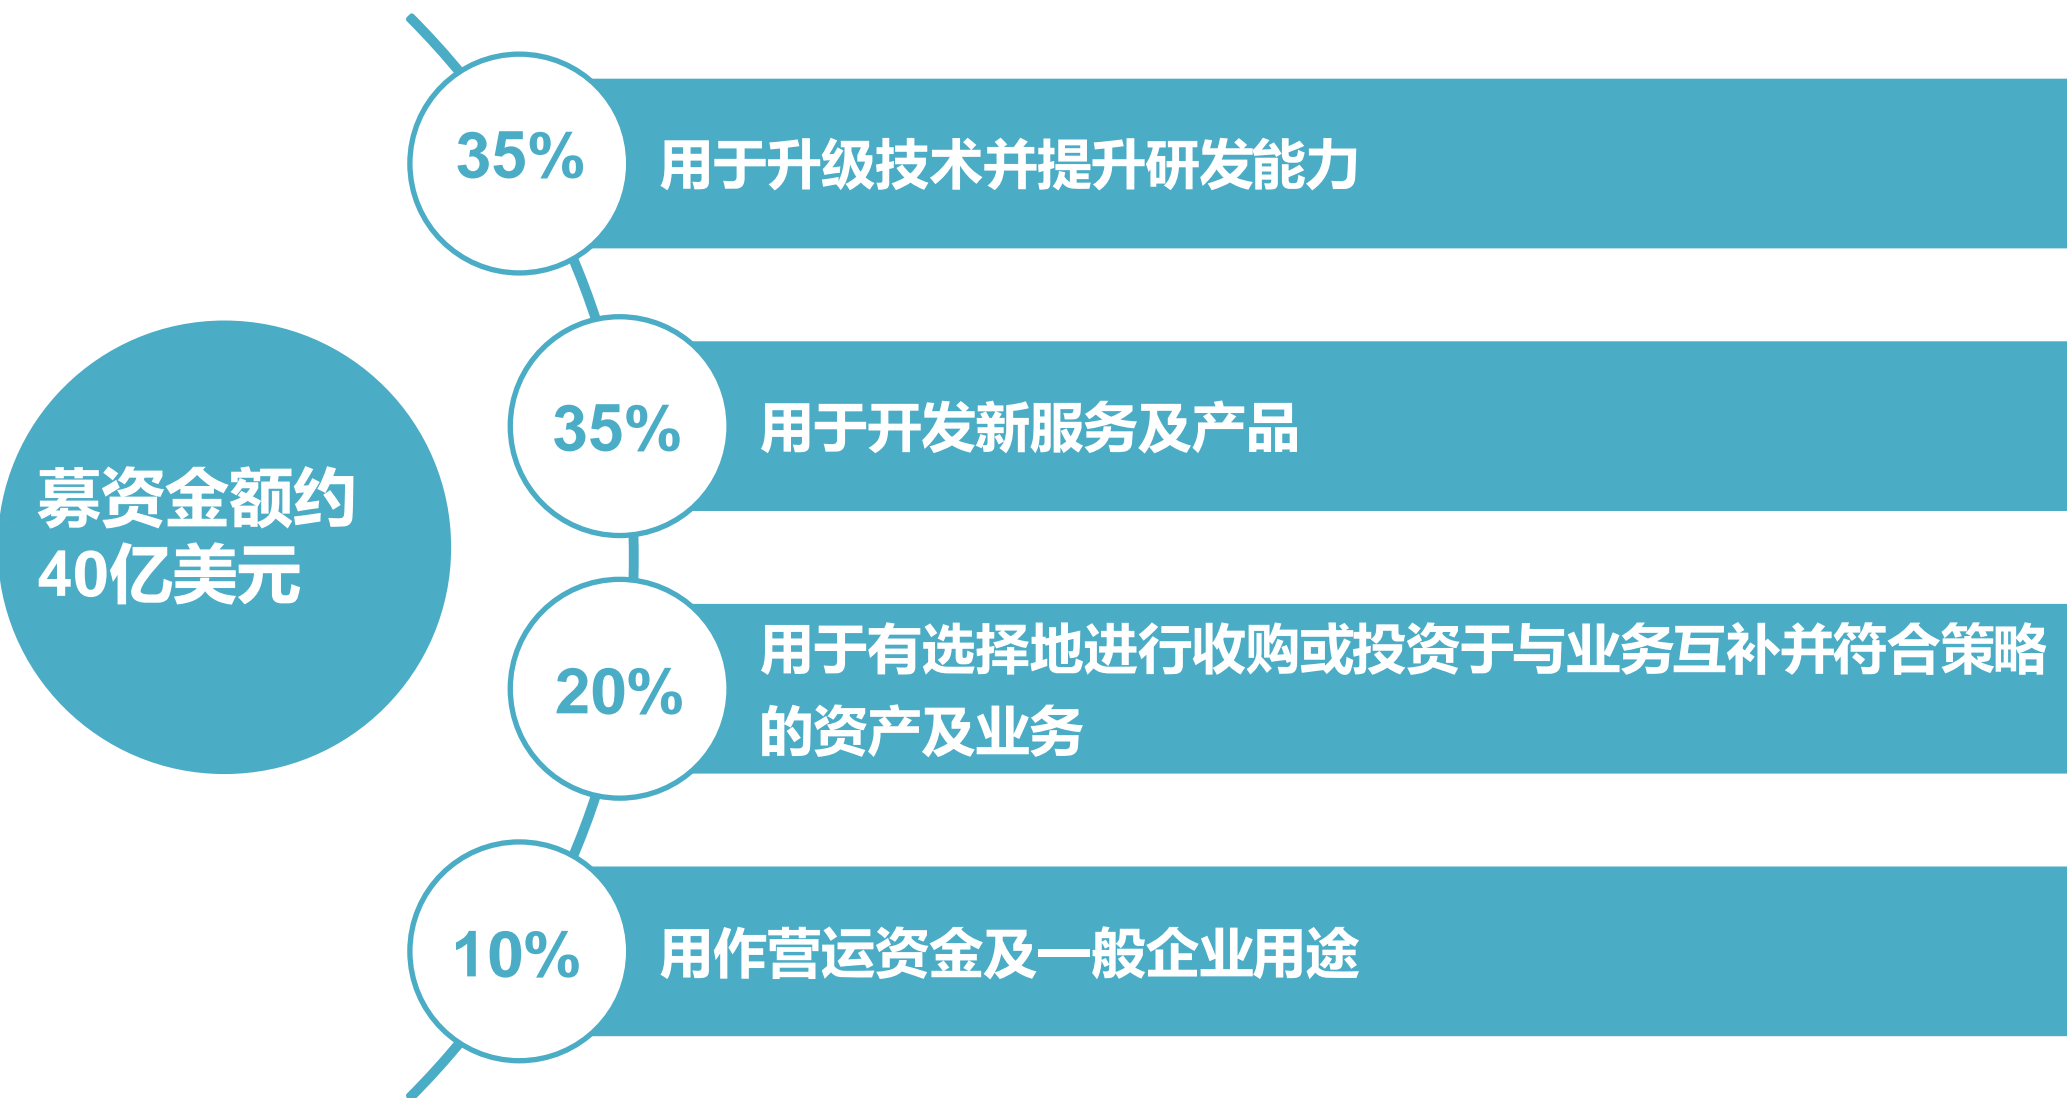 募资金额约
40亿美元
35%
用于升级技术并提升研发能力
35%
用于开发新服务及产品
20%
用于有选择地进行收购或投资于与业务互补并符合策略
的资产及业务
10%
用作营运资金及一般企业用途